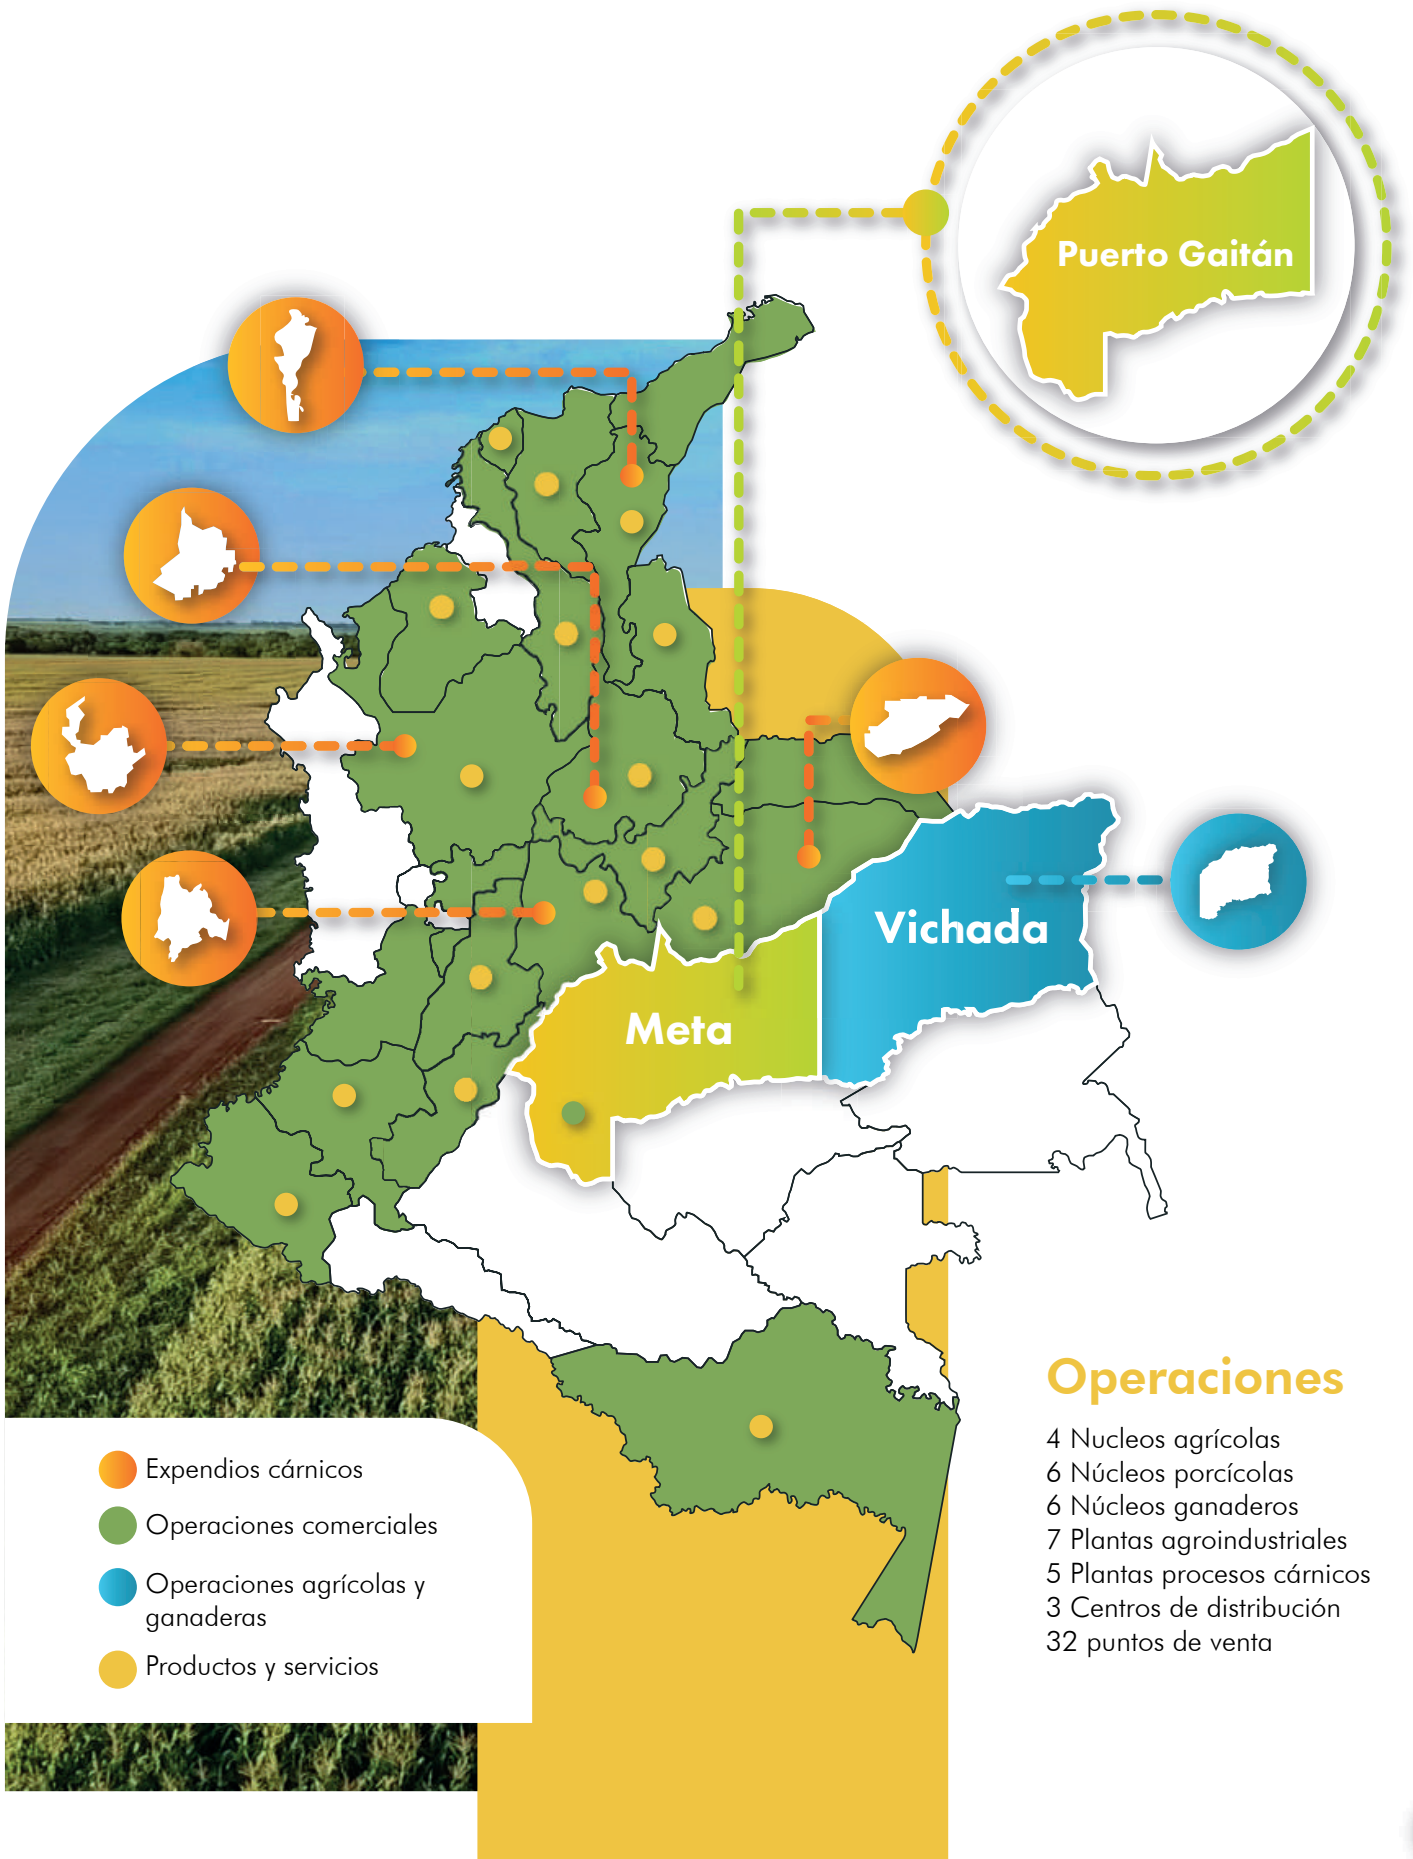 Puerto Gaitán
Vichada
Meta
Operaciones
4 Nucleos agrícolas
6 Núcleos porcícolas
6 Núcleos ganaderos
7 Plantas agroindustriales
5 Plantas procesos cárnicos
3 Centros de distribución
32 puntos de venta
Expendios cárnicos
Operaciones comerciales
Operaciones agrícolas y
ganaderas
Productos y servicios